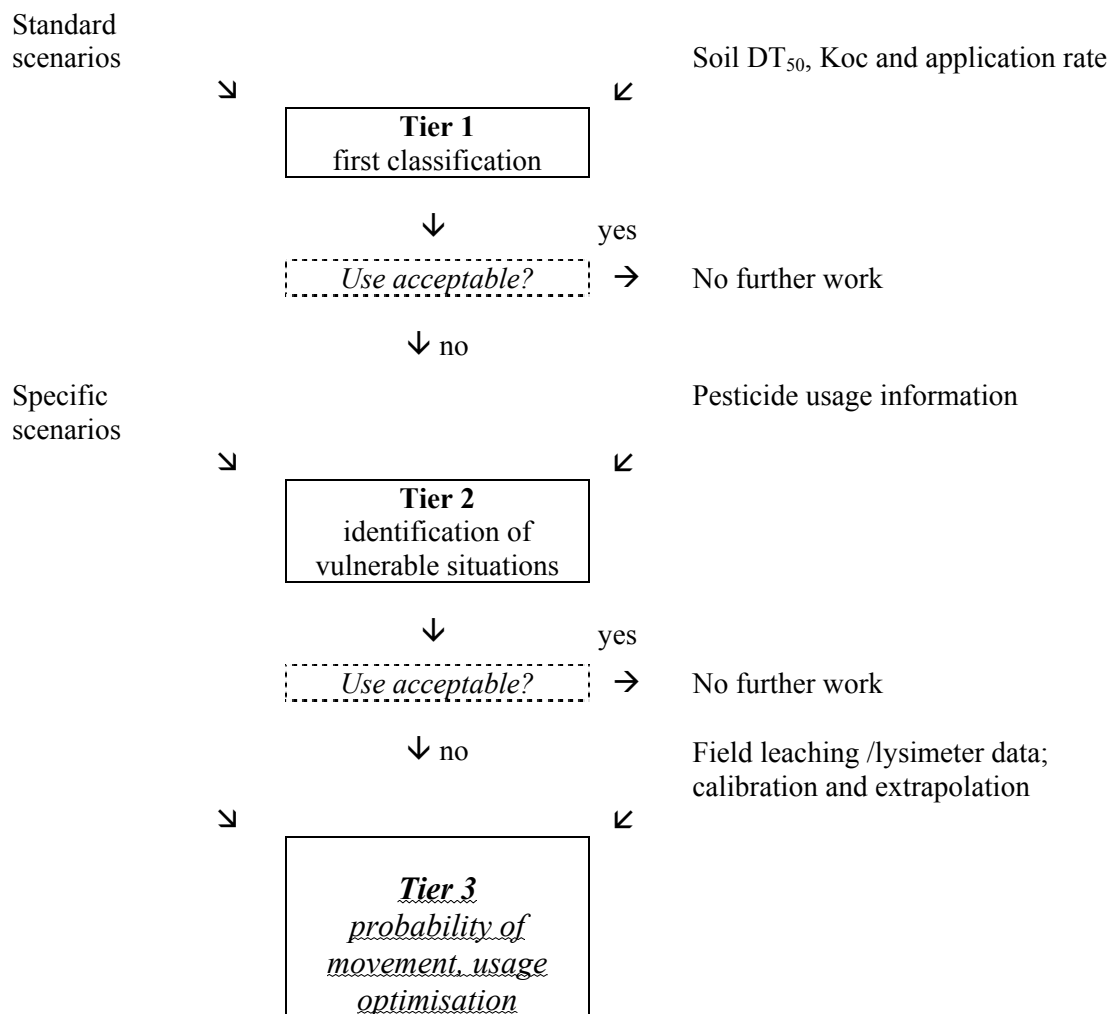 Standard
scenarios
Soil DT₅₀, Koc and application rate
↘ ↙
Tier 1
first classification
↓ yes
Use acceptable? → No further work
↓ no
Specific
scenarios
Pesticide usage information
↘ ↙
Tier 2
identification of
vulnerable situations
↓ yes
Use acceptable? → No further work
↓ no
Field leaching /lysimeter data;
calibration and extrapolation
↘ ↙
Tier 3
probability of
movement, usage
optimisation